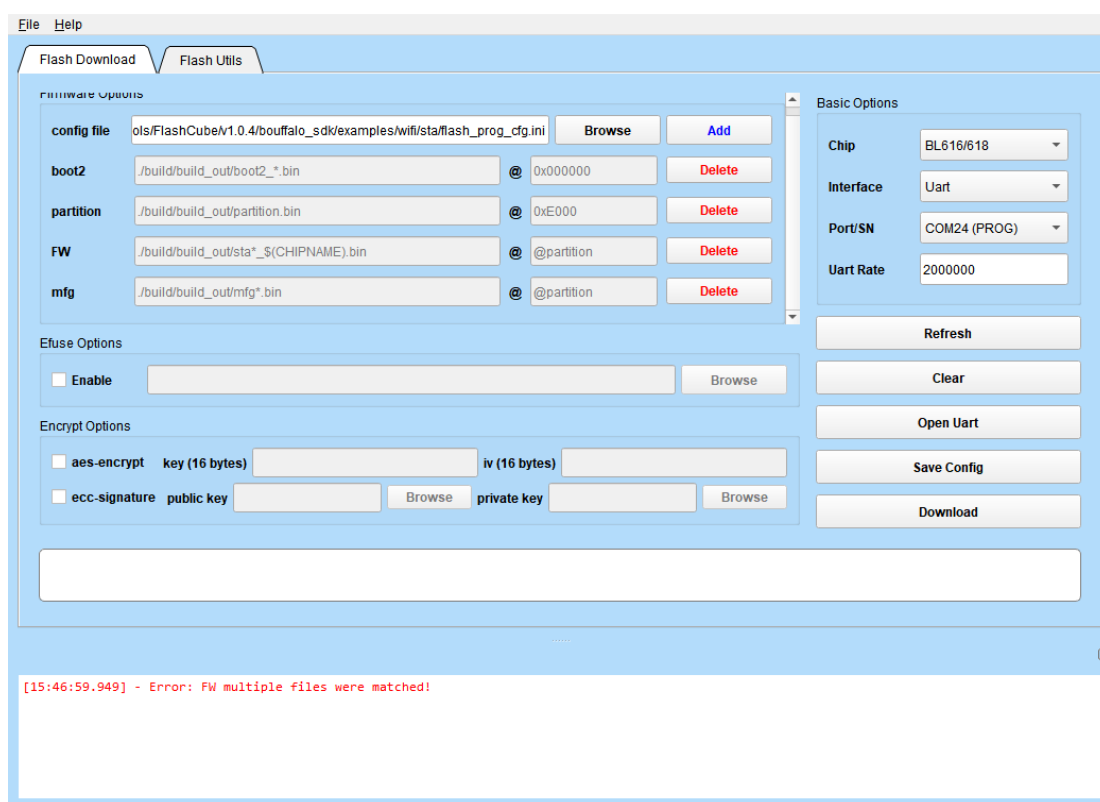 File Help
Flash Download Flash Utils
Firmware Options
config file ols/FlashCube/v1.0.4/bouffalo_sdk/examples/wifi/sta/flash_prog_cfg.ini Browse Add
boot2 ./build/build_out/boot2_*.bin @ 0x000000 Delete
partition ./build/build_out/partition.bin @ 0xE000 Delete
FW ./build/build_out/sta*_$(CHIPNAME).bin @ @partition Delete
mfg ./build/build_out/mfg*.bin @ @partition Delete
Efuse Options
Enable Browse
Encrypt Options
aes-encrypt key (16 bytes) iv (16 bytes)
ecc-signature public key Browse private key Browse
Basic Options
Chip BL616/618
Interface Uart
Port/SN COM24 (PROG)
Uart Rate 2000000
Refresh
Clear
Open Uart
Save Config
Download
[15:46:59.949] - Error: FW multiple files were matched!